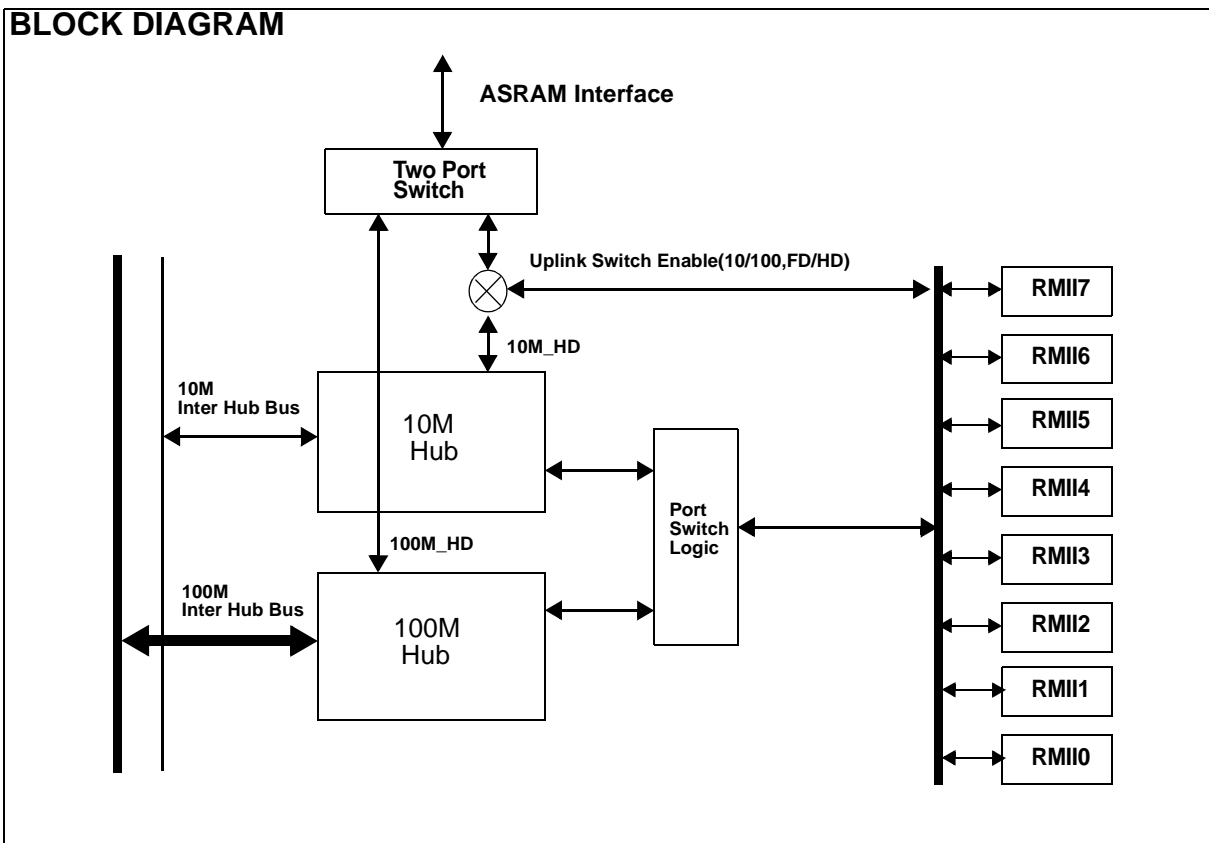 BLOCK DIAGRAM
ASRAM Interface
Two Port
Switch
Uplink Switch Enable(10/100,FD/HD)
RMII7
10M_HD
RMII6
10M
Inter Hub Bus
10M
Hub
RMII5
RMII4
Port
Switch
Logic
100M_HD
RMII3
100M
Inter Hub Bus
100M
Hub
RMII2
RMII1
RMII0